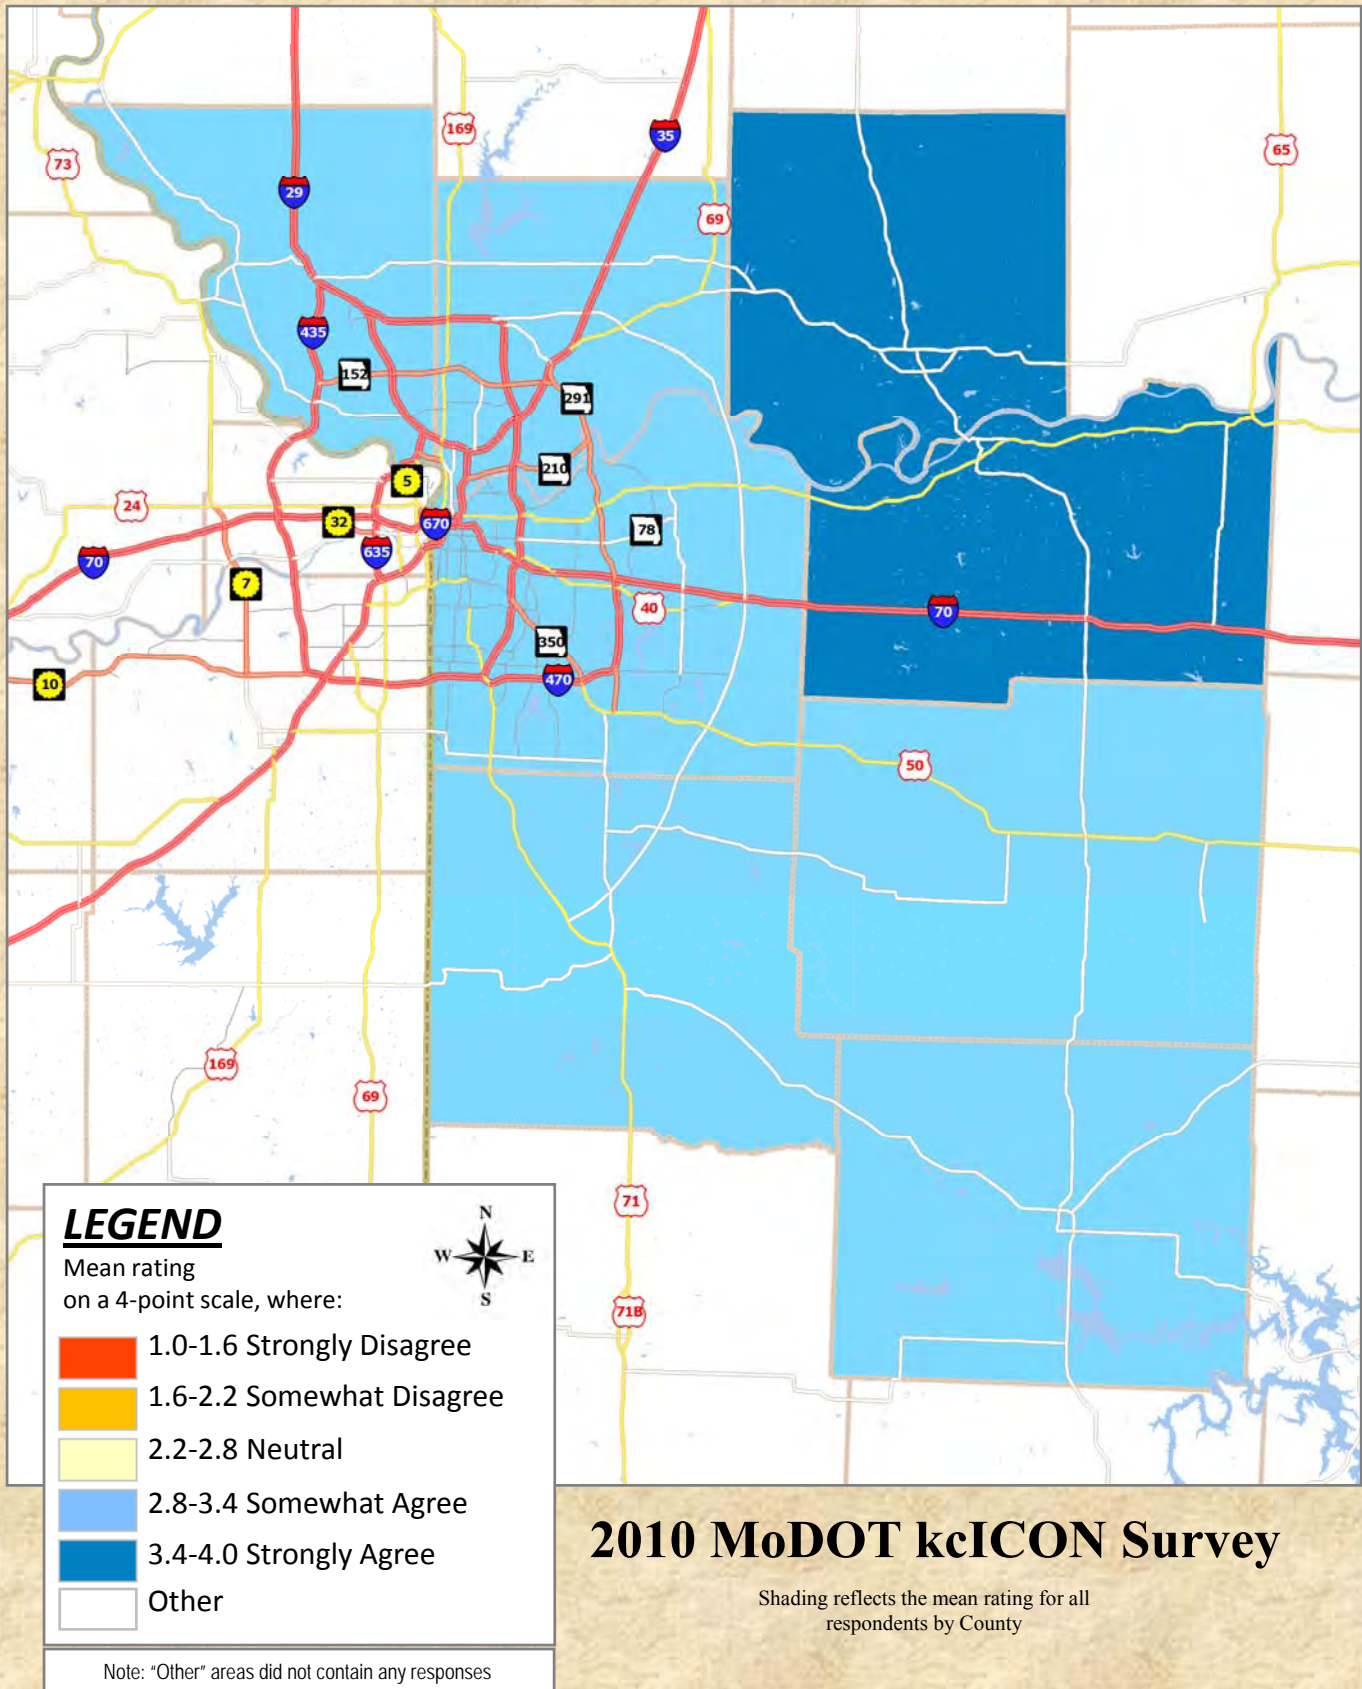 169
35
73
65
29
69
435
152
291
210
5
24
32
670
78
70
635
7
40
70
350
10
470
50
169
69
71
71B
LEGEND
N
W E
S
Mean rating
on a 4-point scale, where:
1.0-1.6 Strongly Disagree
1.6-2.2 Somewhat Disagree
2.2-2.8 Neutral
2.8-3.4 Somewhat Agree
3.4-4.0 Strongly Agree
Other
Note: "Other" areas did not contain any responses
2010 MoDOT kcICON Survey
Shading reflects the mean rating for all
respondents by County